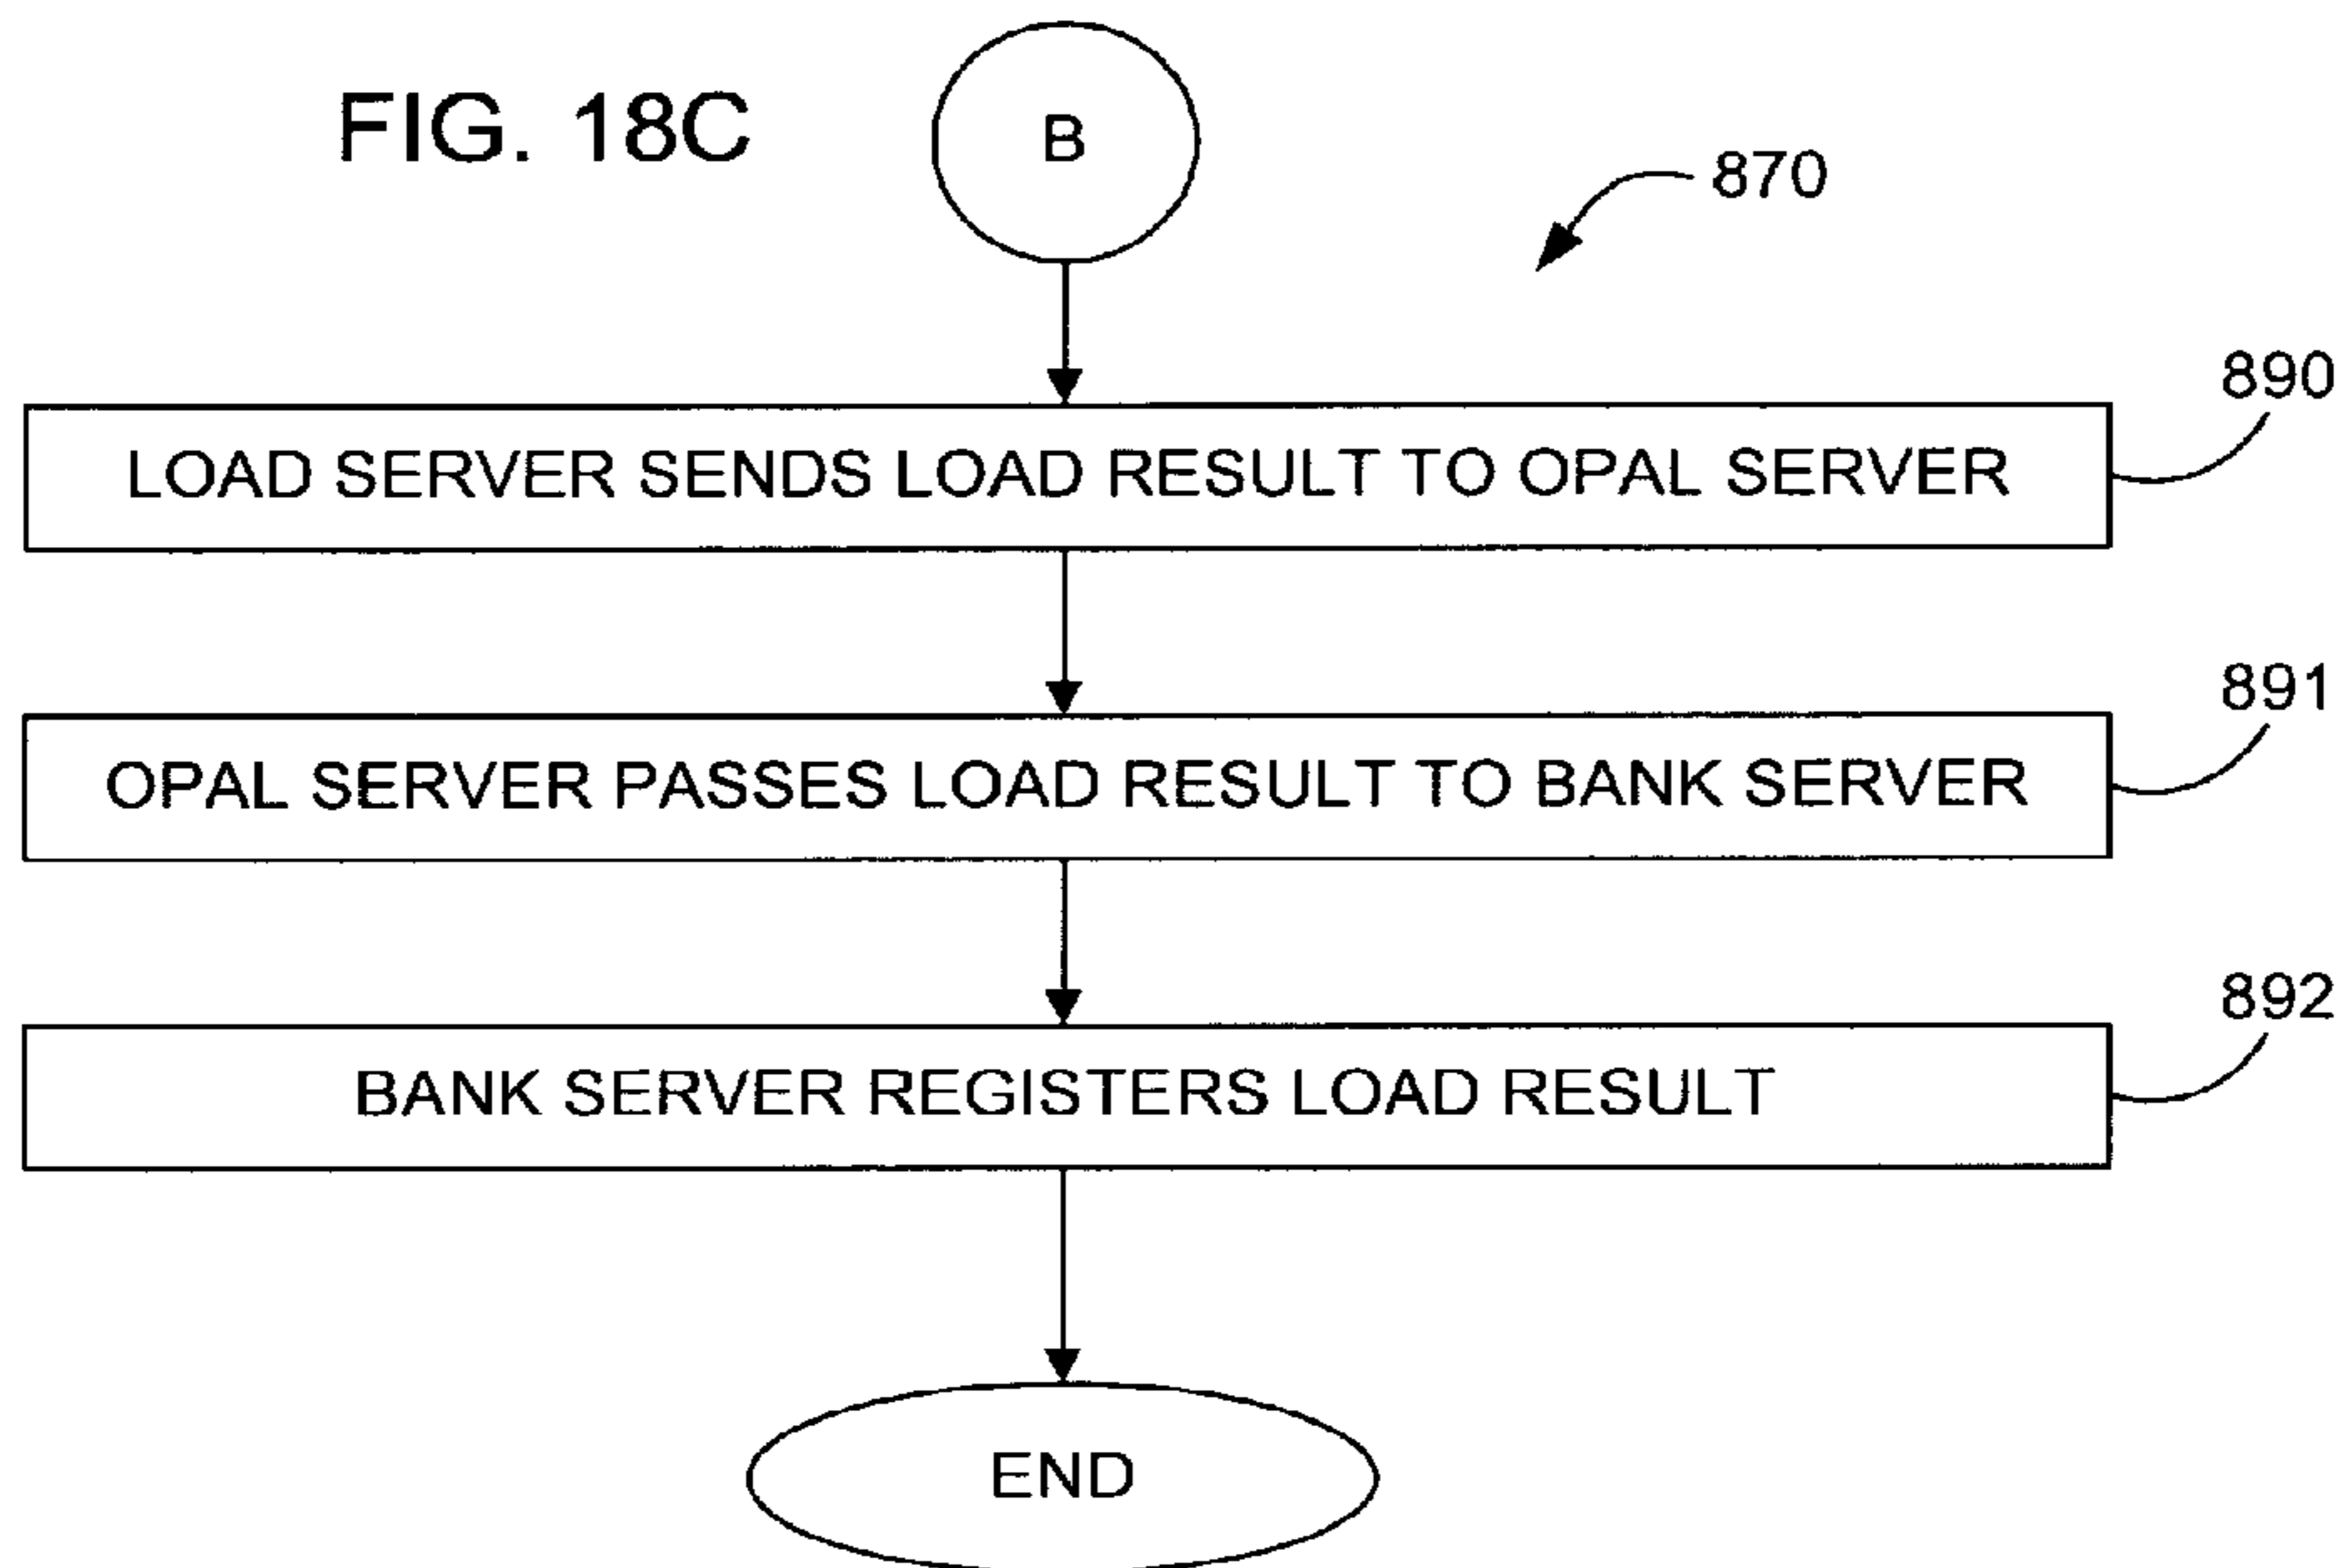 FIG. 18C
B
870
890
LOAD SERVER SENDS LOAD RESULT TO OPAL SERVER
891
OPAL SERVER PASSES LOAD RESULT TO BANK SERVER
892
BANK SERVER REGISTERS LOAD RESULT
END